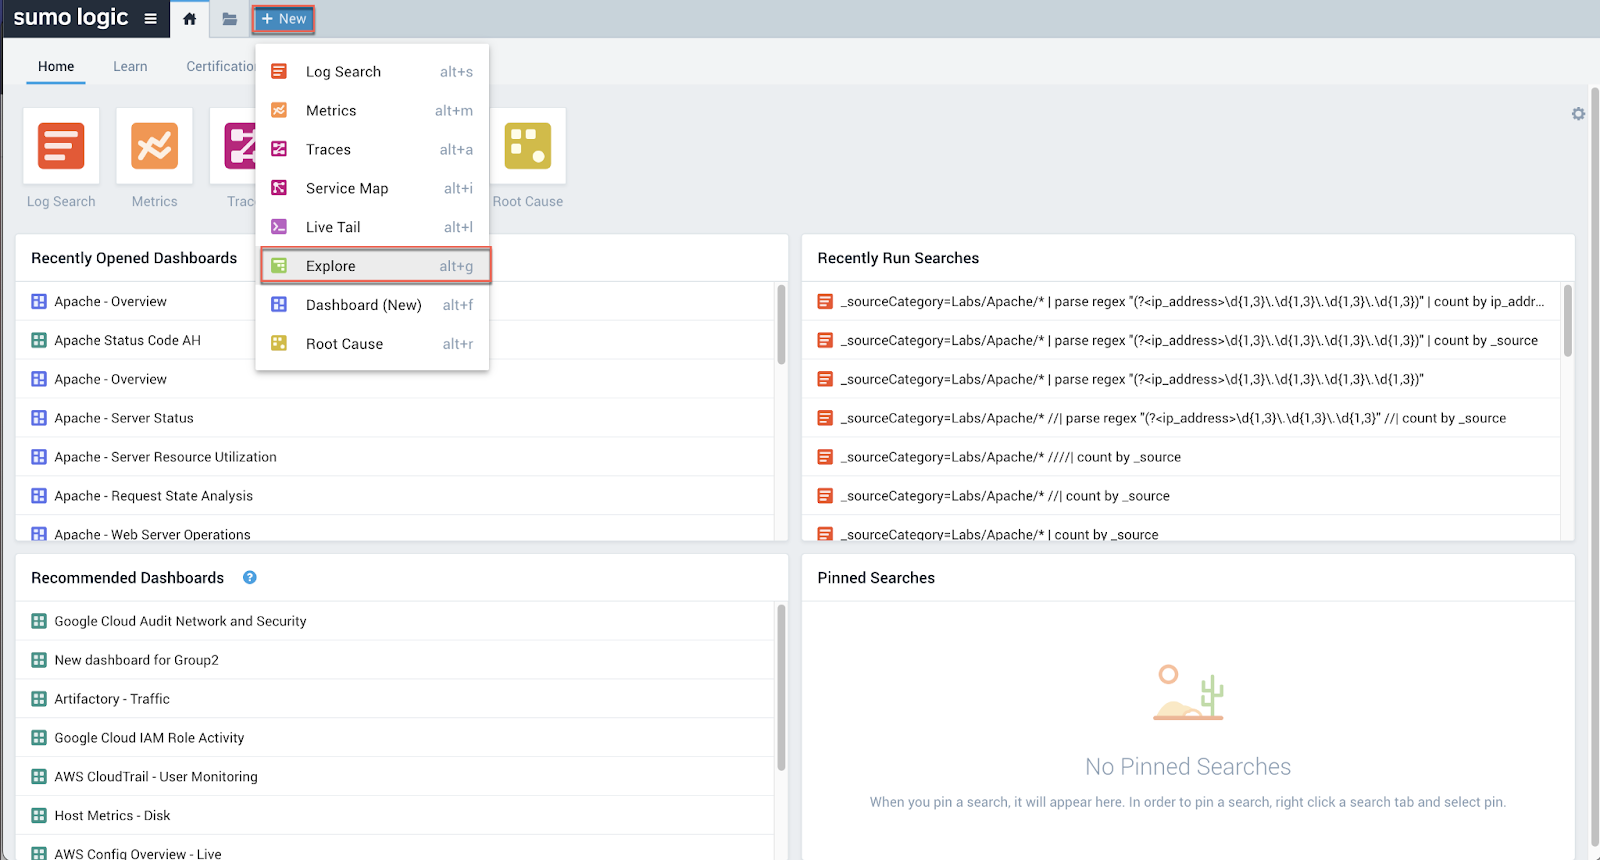 sumo logic
+ New
Home
Learn
Certificatio
Log Search alt+s
Metrics alt+m
Traces alt+a
Service Map alt+i
Live Tail alt+l
Explore alt+g
Dashboard (New) alt+f
Root Cause alt+r
Log Search
Metrics
Trac
Root Cause
Recently Opened Dashboards
Apache - Overview
Apache Status Code AH
Apache - Overview
Apache - Server Status
Apache - Server Resource Utilization
Apache - Request State Analysis
Apache - Web Server Operations
Recently Run Searches
_sourceCategory=Labs/Apache/* | parse regex "(?<ip_address>\d{1,3}\.\d{1,3}\.\d{1,3}\.\d{1,3})" | count by ip_addr...
_sourceCategory=Labs/Apache/* | parse regex "(?<ip_address>\d{1,3}\.\d{1,3}\.\d{1,3}\.\d{1,3})" | count by _source
_sourceCategory=Labs/Apache/* | parse regex "(?<ip_address>\d{1,3}\.\d{1,3}\.\d{1,3}\.\d{1,3})"
_sourceCategory=Labs/Apache/* //| parse regex "(?<ip_address>\d{1,3}\.\d{1,3}\.\d{1,3}\.\d{1,3}" //| count by _source
_sourceCategory=Labs/Apache/* ////| count by _source
_sourceCategory=Labs/Apache/* //| count by _source
_sourceCategory=Labs/Apache/* | count by _source
Recommended Dashboards ?
Google Cloud Audit Network and Security
New dashboard for Group2
Artifactory - Traffic
Google Cloud IAM Role Activity
AWS CloudTrail - User Monitoring
Host Metrics - Disk
AWS Config Overview - Live
Pinned Searches
No Pinned Searches
When you pin a search, it will appear here. In order to pin a search, right click a search tab and select pin.